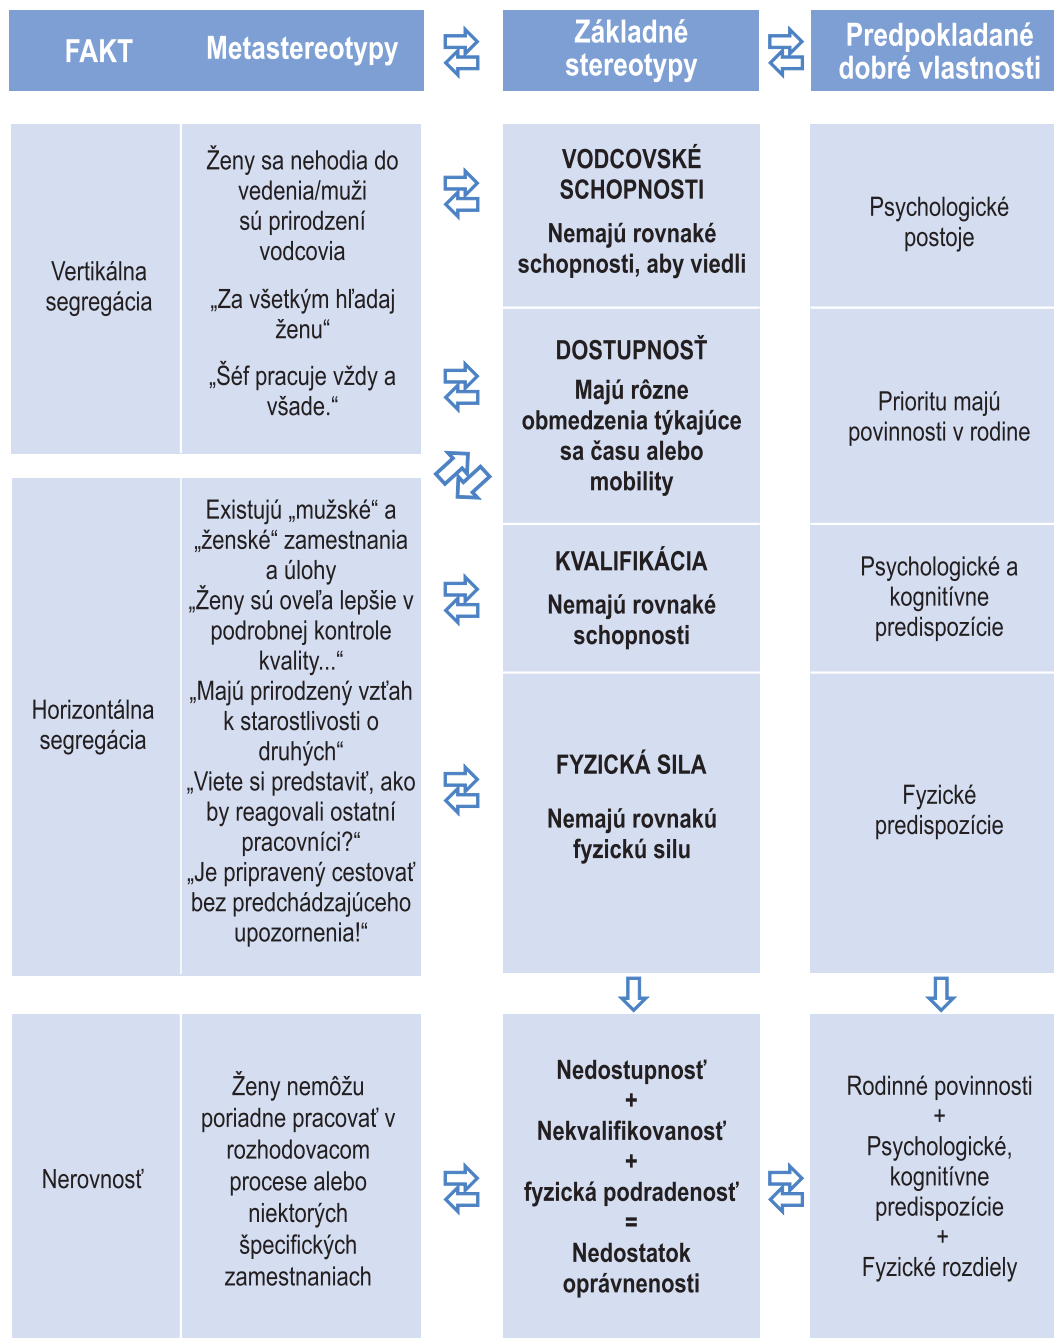 FAKT
Metastereotypy
Základné
stereotypy
Predpokladané
dobré vlastnosti
Vertikálna
segregácia
Ženy sa nehodia do
vedenia/muži
sú prirodzení
vodcovia
„Za všetkým hľadaj
ženu“
„Šéf pracuje vždy a
všade.“
VODCOVSKÉ
SCHOPNOSTI
Nemajú rovnaké
schopnosti, aby viedli
Psychologické
postoje
DOSTUPNOSŤ
Majú rôzne
obmedzenia týkajúce
sa času alebo
mobility
Prioritu majú
povinnosti v rodine
Horizontálna
segregácia
Existujú „mužské“ a
„ženské“ zamestnania
a úlohy
„Ženy sú oveľa lepšie v
podrobnej kontrole
kvality...“
„Majú prirodzený vzťah
k starostlivosti o
druhých“
„Viete si predstaviť, ako
by reagovali ostatní
pracovníci?“
„Je pripravený cestovať
bez predchádzajúceho
upozornenia!“
KVALIFIKÁCIA
Nemajú rovnaké
schopnosti
Psychologické a
kognitívne
predispozície
FYZICKÁ SILA
Nemajú rovnakú
fyzickú silu
Fyzické
predispozície
Nerovnosť
Ženy nemôžu
poriadne pracovať v
rozhodovacom
procese alebo
niektorých
špecifických
zamestnaniach
Nedostupnosť
+
Nekvalifikovanosť
+
fyzická podradenosť
=
Nedostatok
oprávnenosti
Rodinné povinnosti
+
Psychologické,
kognitívne
predispozície
+
Fyzické rozdiely